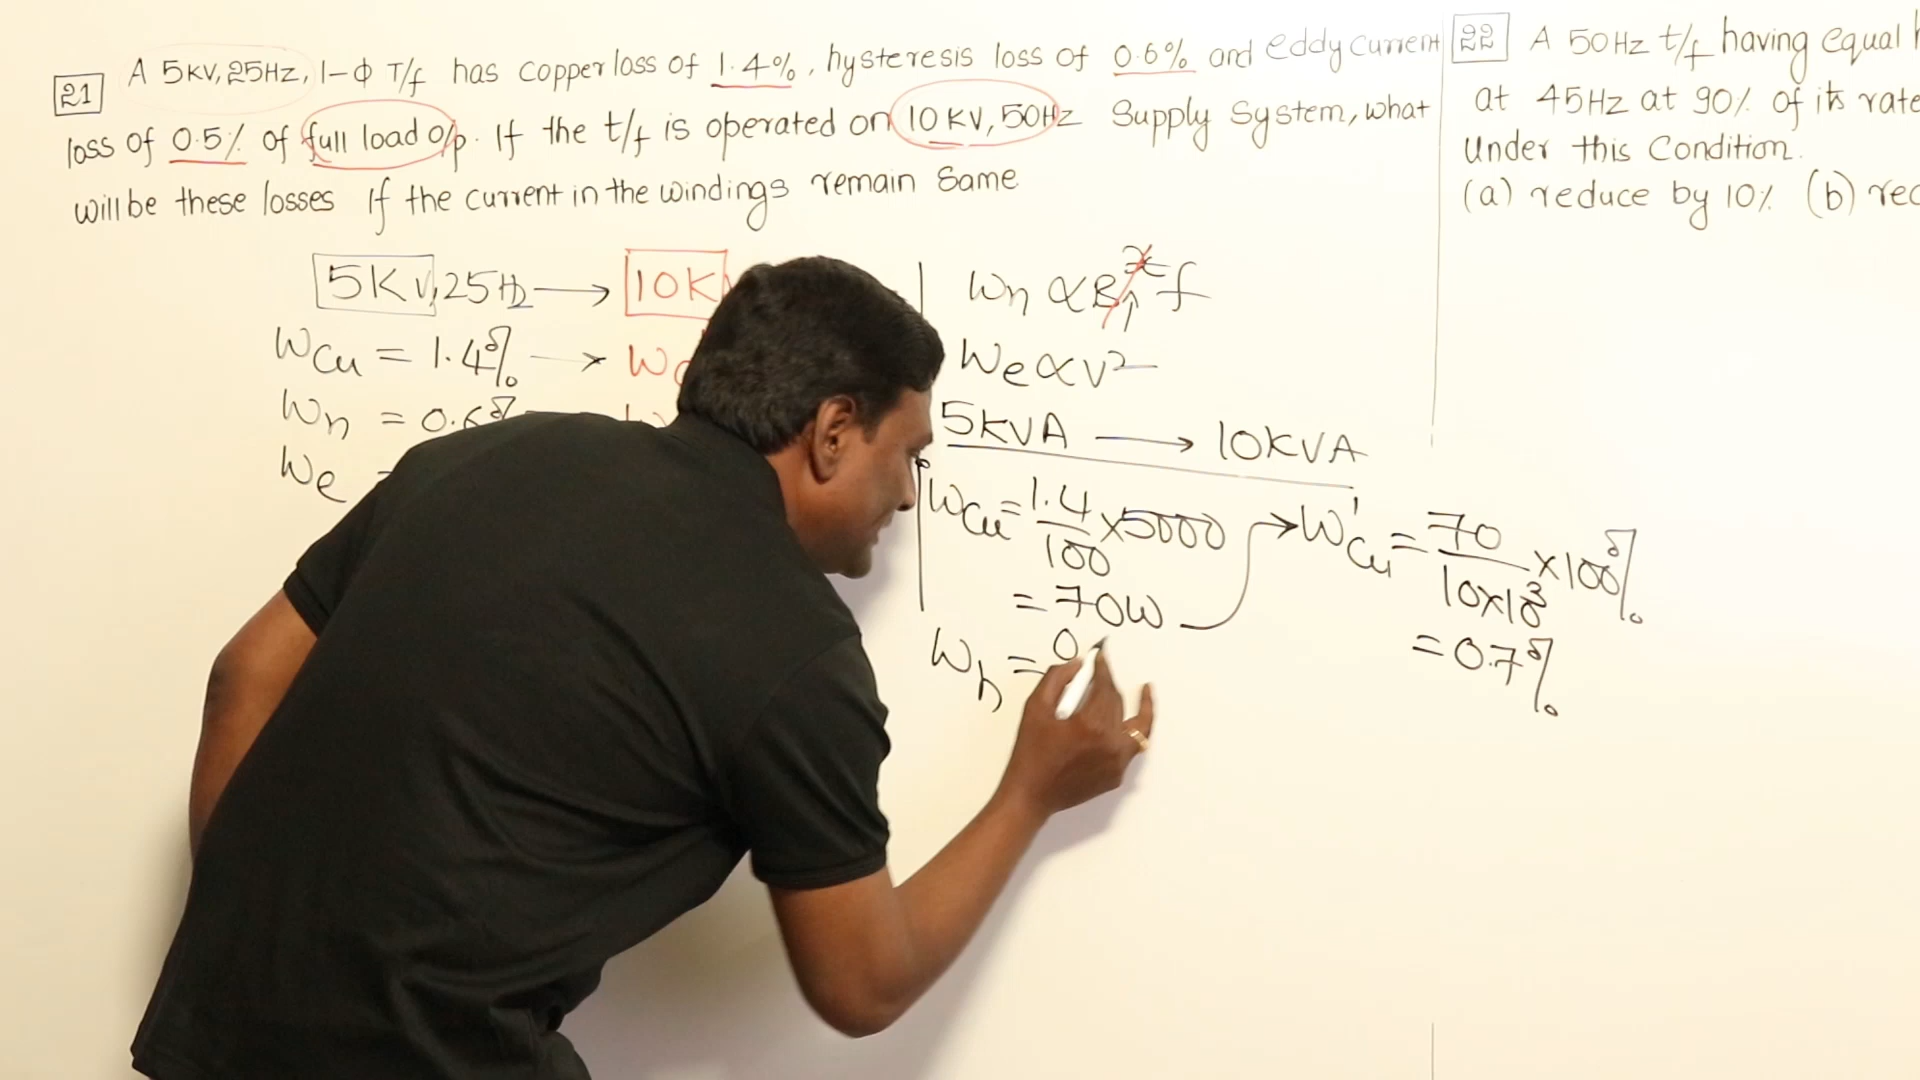 21 A 5KV, 25HZ, 1-Φ T/f has copper loss of 1.4%, hysteresis loss of 0.6% and eddy current
loss of 0.5% of full load o/p. If the t/f is operated on 10 KV, 50HZ Supply System, what
will be these losses If the current in the windings remain Same
5KV, 25Hz → 10K
Wcu = 1.4% →
Wh = 0.6%
We
Wh ∝ B^x f
We ∝ V²
5KVA → 10KVA
Wcu = 1.4/100 × 5000
= 70W
→ W'cu = 70/(10×10³) × 100%
= 0.7%
Wh = 0.
22 A 50Hz t/f having equal
at 45Hz at 90% of its rate
Under this Condition.
(a) reduce by 10% (b) rec